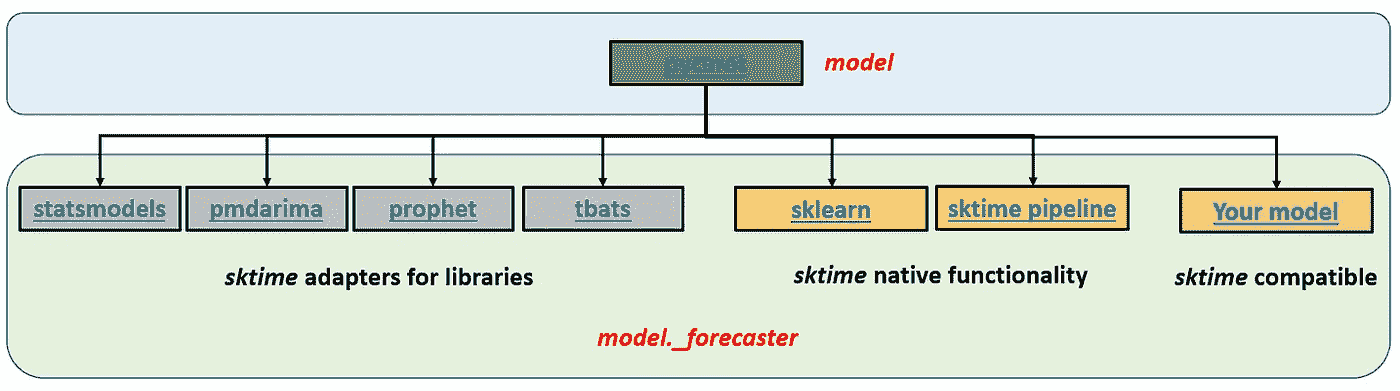 model
statsmodels
pmdarima
prophet
tbats
sklearn
sktime pipeline
Your model
sktime adapters for libraries
sktime native functionality
sktime compatible
model._forecaster